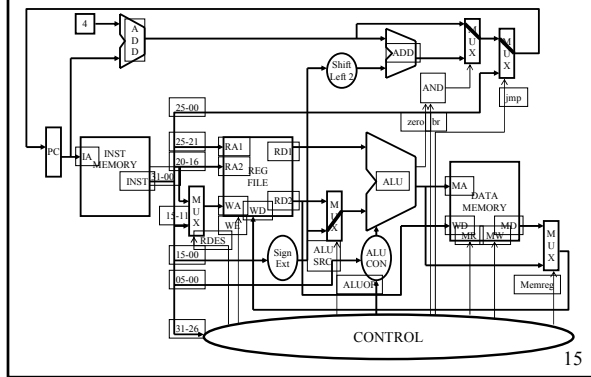 4
A
D
D
M
U
X
M
U
X
Shift
Left 2
ADD
AND
jmp
25-00
zero
br
25-21
RA1
RD1
PC
IA
INST
MEMORY
20-16
RA2
REG
FILE
INST
31-00
ALU
MA
DATA
MEMORY
M
U
X
WA
WD
RD2
M
U
X
15-11
WE
WD
MD
M
U
X
RDES
MR
MW
15-00
Sign
Ext
ALU
SRC
ALU
CON
05-00
ALUOP
Memreg
31-26
CONTROL
15